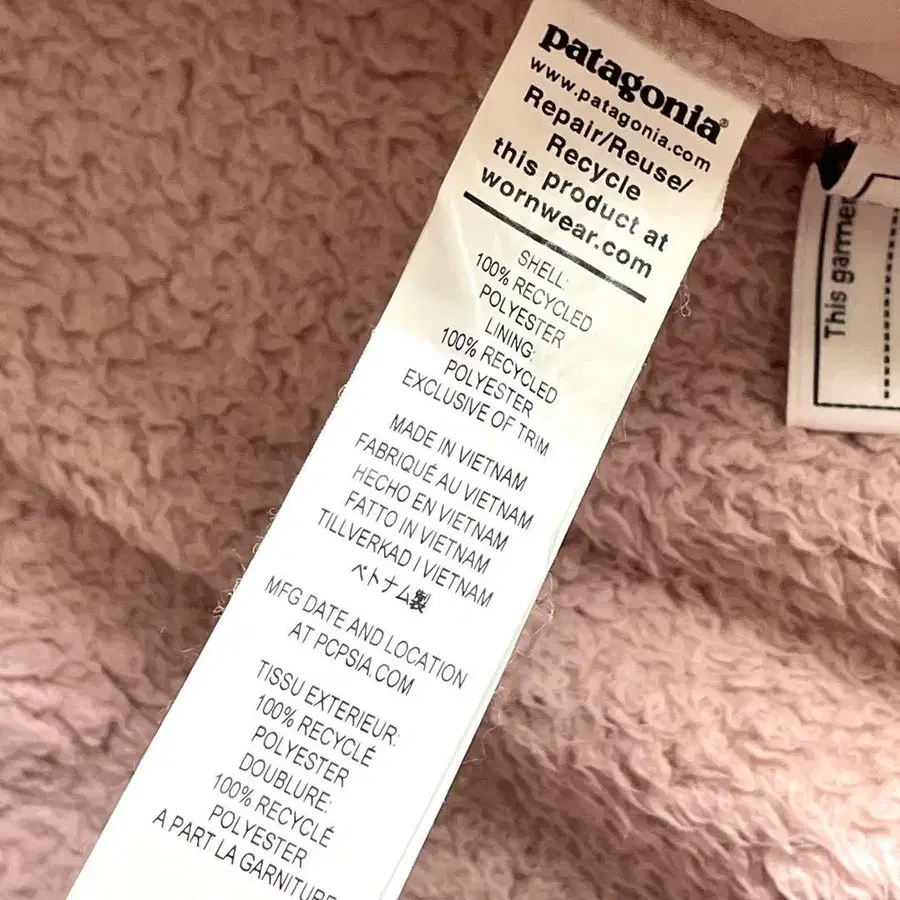 patagonia®
www.patagonia.com
Repair/Reuse/
Recycle
this product at
wornwear.com
SHELL:
100% RECYCLED
POLYESTER
LINING:
100% RECYCLED
POLYESTER
EXCLUSIVE OF TRIM
MADE IN VIETNAM
FABRIQUÉ AU VIETNAM
HECHO EN VIETNAM
FATTO IN VIETNAM
TILLVERKAD I VIETNAM
ベトナム製
MFG DATE AND LOCATION
AT PCPSIA.COM
TISSU EXTERIEUR:
100% RECYCLÉ
POLYESTER
DOUBLURE:
100% RECYCLÉ
POLYESTER
A PART LA GARNITURE
This